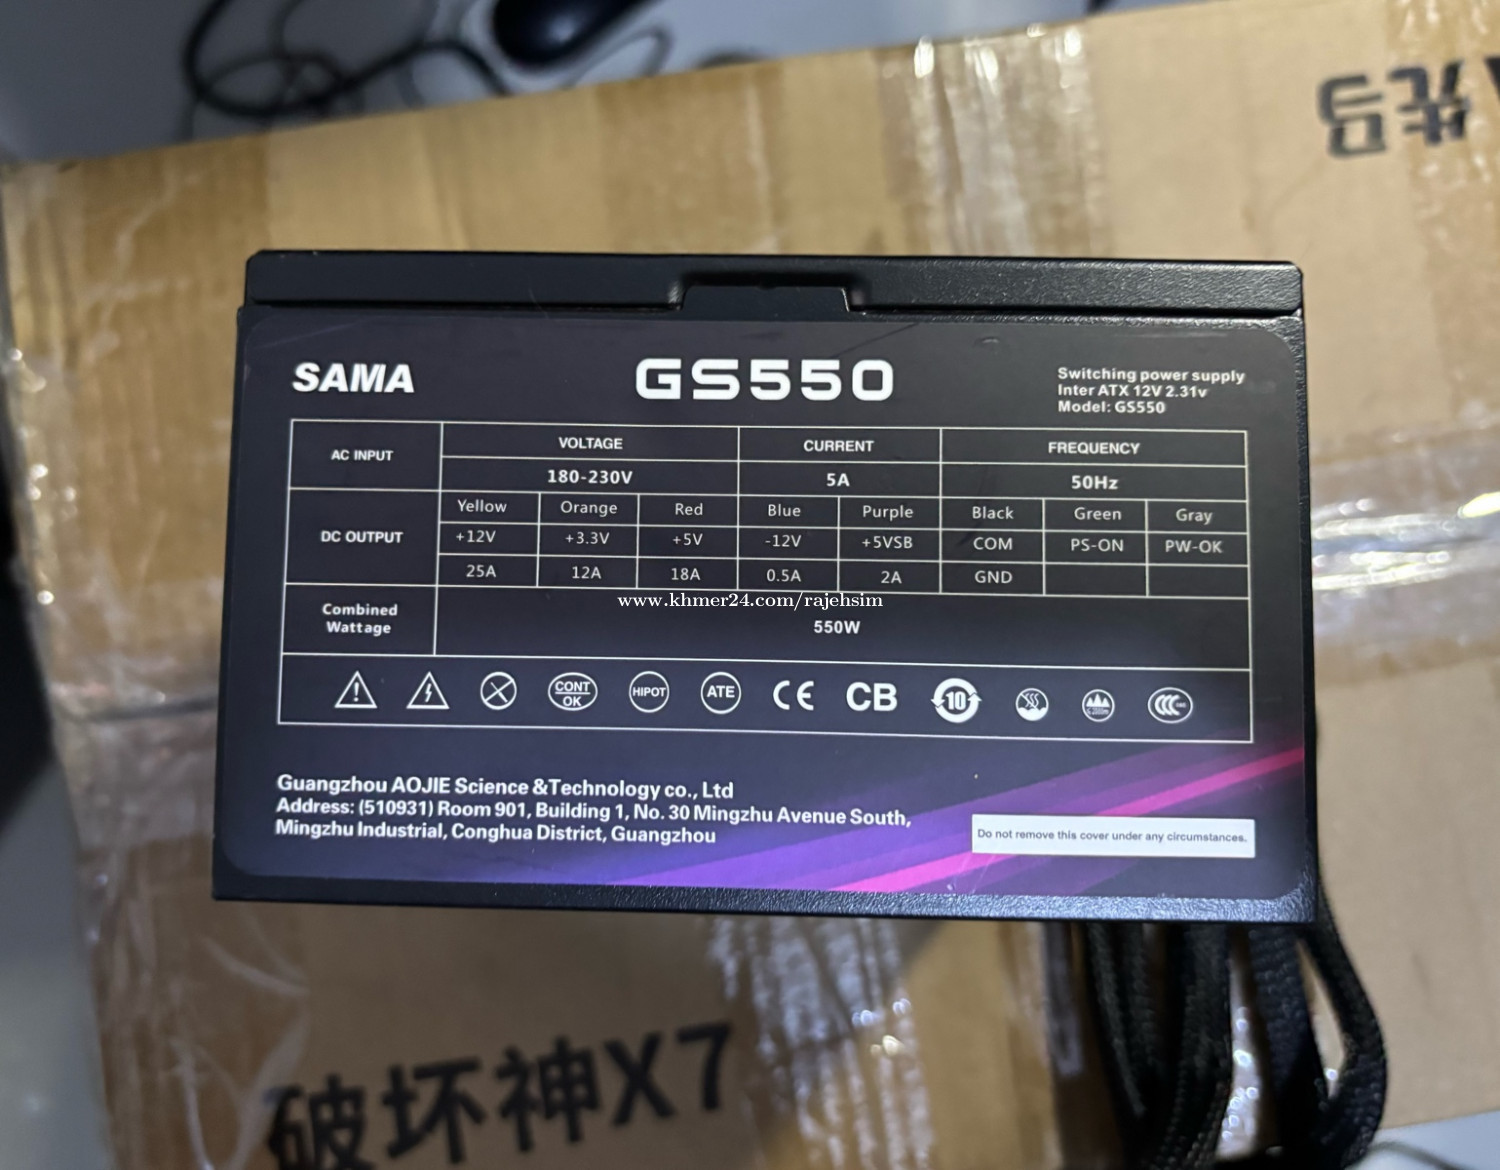 先马
SAMA
GS550
Switching power supply
Inter ATX 12V 2.31v
Model: GS550
AC INPUT VOLTAGE CURRENT FREQUENCY
180-230V 5A 50Hz
DC OUTPUT Yellow Orange Red Blue Purple Black Green Gray
+12V +3.3V +5V -12V +5VSB COM PS-ON PW-OK
25A 12A 18A 0.5A 2A GND
www.khmer24.com/rajehsim
Combined
Wattage
550W
CONT
OK
HIPOT
ATE
CE
CB
10
Guangzhou AOJIE Science &Technology co., Ltd
Address: (510931) Room 901, Building 1, No. 30 Mingzhu Avenue South,
Mingzhu Industrial, Conghua District, Guangzhou
Do not remove this cover under any circumstances.
破坏神X7